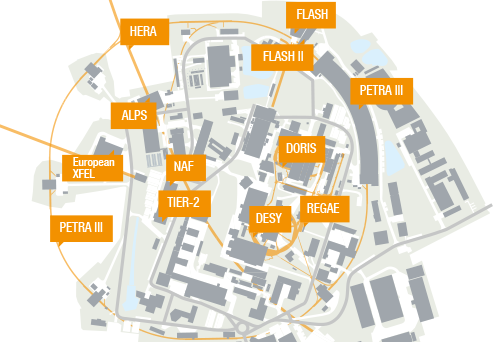 FLASH
HERA
FLASH II
PETRA III
ALPS
DORIS
European
XFEL
NAF
TIER-2
REGAE
DESY
PETRA III